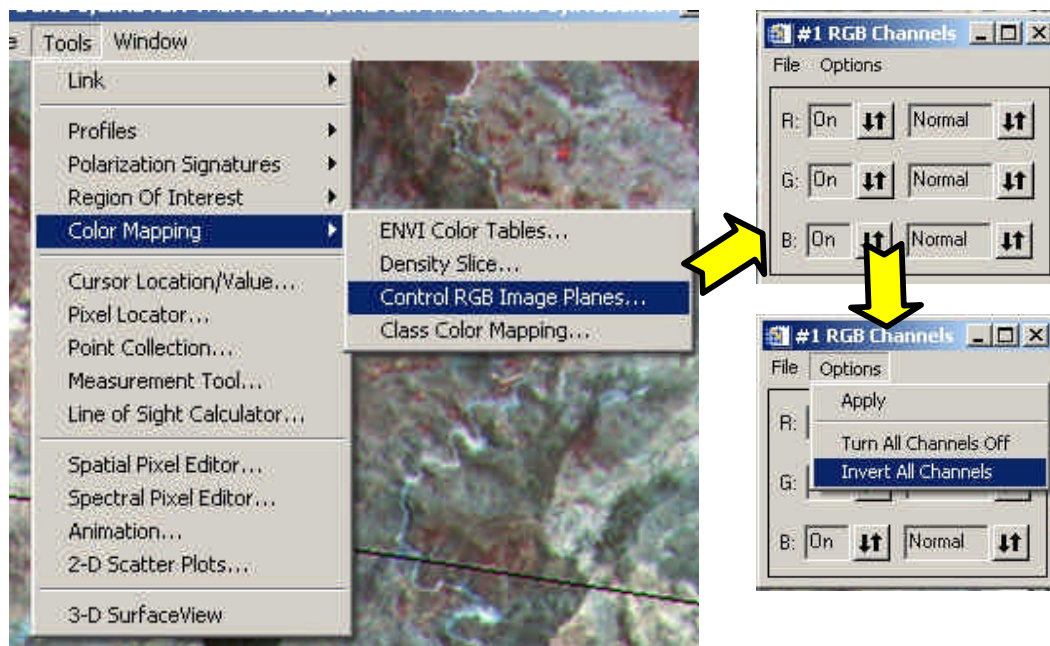 Tools Window
Link
Profiles
Polarization Signatures
Region Of Interest
Color Mapping
Cursor Location/Value...
Pixel Locator...
Point Collection...
Measurement Tool...
Line of Sight Calculator...
Spatial Pixel Editor...
Spectral Pixel Editor...
Animation...
2-D Scatter Plots...
3-D SurfaceView
ENVI Color Tables...
Density Slice...
Control RGB Image Planes...
Class Color Mapping...
#1 RGB Channels
File Options
R: On Normal
G: On Normal
B: On Normal
#1 RGB Channels
File Options
Apply
Turn All Channels Off
Invert All Channels
R:
G:
B: On Normal